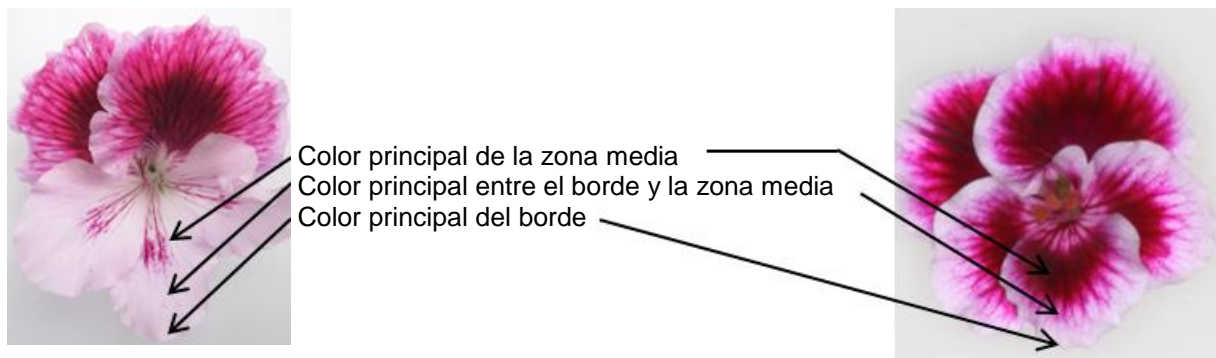 Color principal de la zona media
Color principal entre el borde y la zona media
Color principal del borde